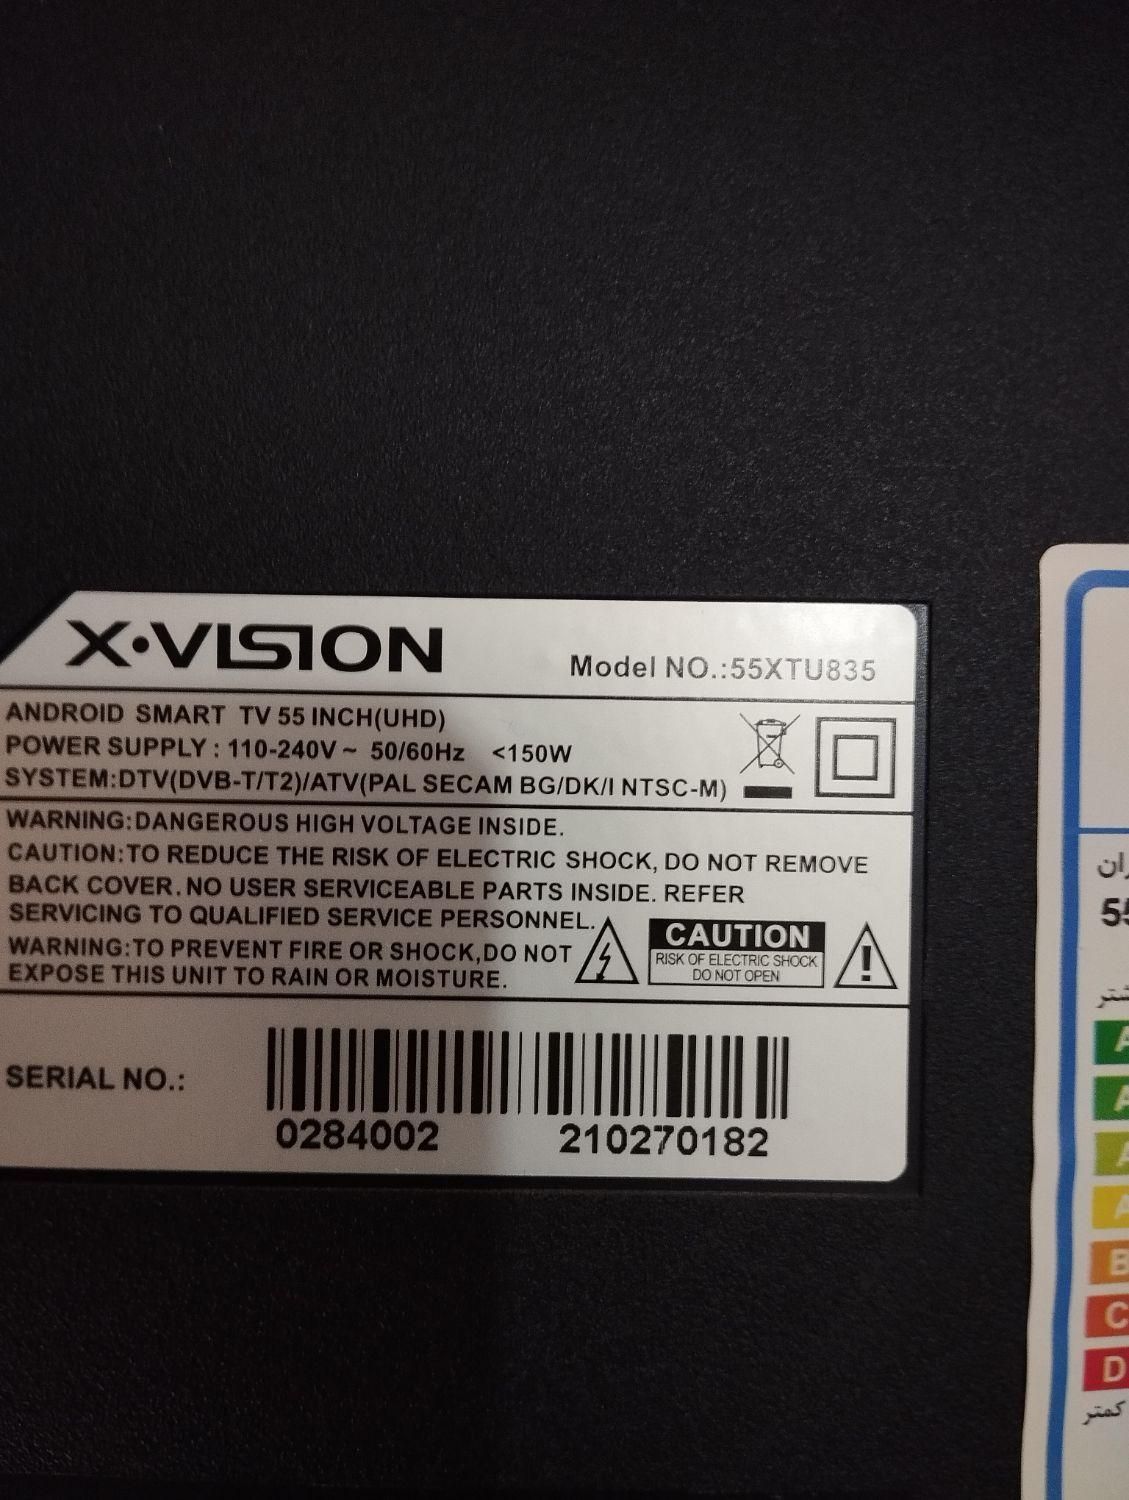 X·VISION
Model NO.:55XTU835
ANDROID SMART TV 55 INCH(UHD)
POWER SUPPLY : 110-240V ~ 50/60Hz <150W
SYSTEM:DTV(DVB-T/T2)/ATV(PAL SECAM BG/DK/I NTSC-M)
WARNING:DANGEROUS HIGH VOLTAGE INSIDE.
CAUTION:TO REDUCE THE RISK OF ELECTRIC SHOCK, DO NOT REMOVE
BACK COVER. NO USER SERVICEABLE PARTS INSIDE. REFER
SERVICING TO QUALIFIED SERVICE PERSONNEL.
WARNING:TO PREVENT FIRE OR SHOCK,DO NOT
EXPOSE THIS UNIT TO RAIN OR MOISTURE.
CAUTION
RISK OF ELECTRIC SHOCK
DO NOT OPEN
SERIAL NO.:
0284002 210270182
A
A
A
A
B
C
D
کمتر